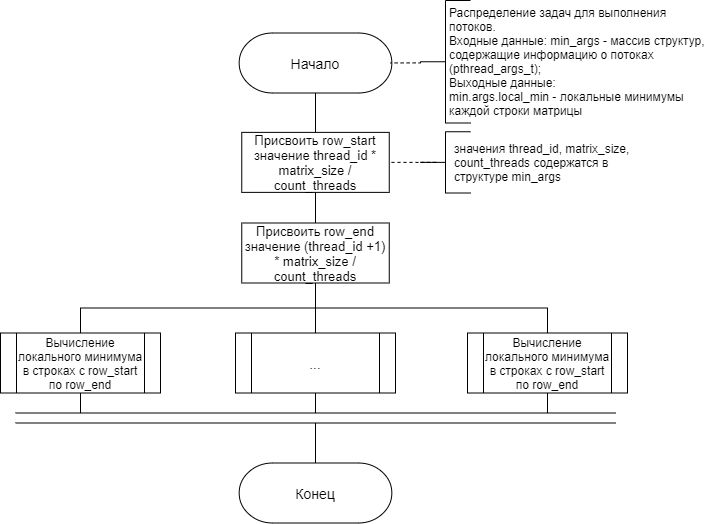 Распределение задач для выполнения
потоков.
Входные данные: min_args - массив структур,
содержащие информацию о потоках
(pthread_args_t);
Выходные данные:
min.args.local_min - локальные минимумы
каждой строки матрицы
Начало
Присвоить row_start
значение thread_id *
matrix_size /
count_threads
значения thread_id, matrix_size,
count_threads содержатся в
структуре min_args
Присвоить row_end
значение (thread_id +1)
* matrix_size /
count_threads
Вычисление
локального минимума
в строках с row_start
по row_end
...
Вычисление
локального минимума
в строках с row_start
по row_end
Конец